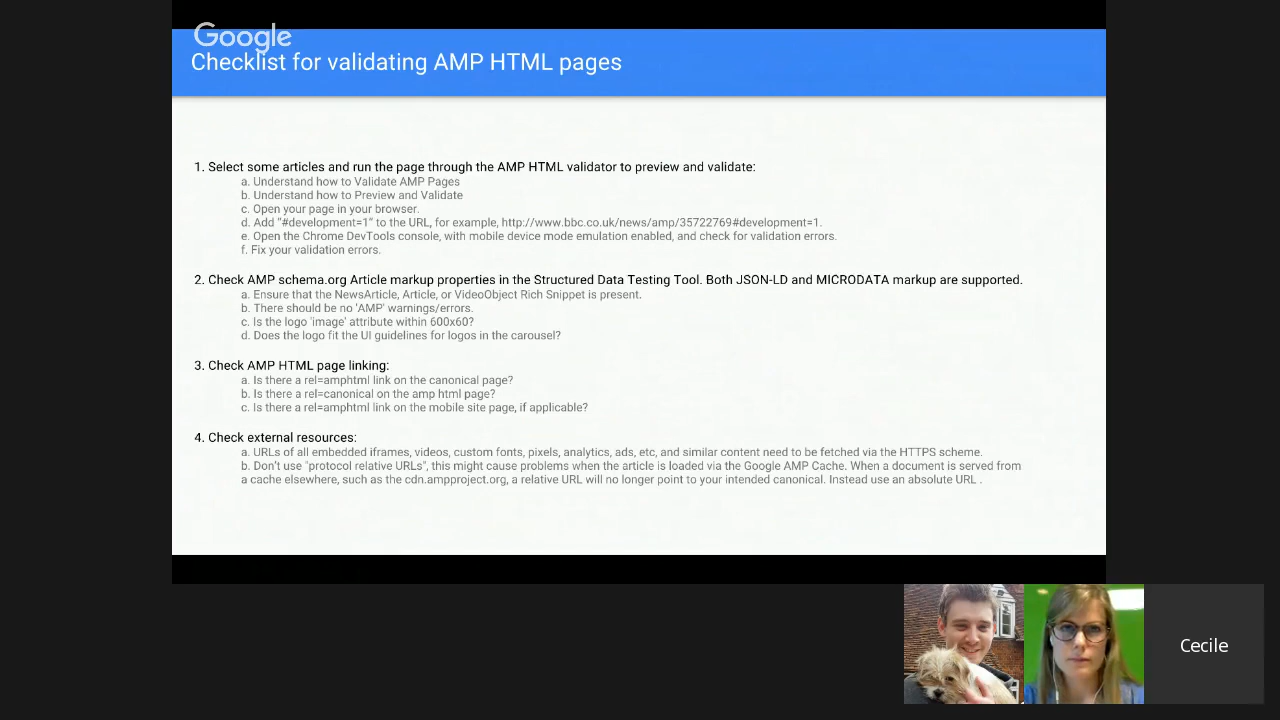 Google
Checklist for validating AMP HTML pages
1. Select some articles and run the page through the AMP HTML validator to preview and validate:
a. Understand how to Validate AMP Pages
b. Understand how to Preview and Validate
c. Open your page in your browser.
d. Add "#development=1" to the URL, for example, http://www.bbc.co.uk/news/amp/35722769#development=1.
e. Open the Chrome DevTools console, with mobile device mode emulation enabled, and check for validation errors.
f. Fix your validation errors.
2. Check AMP schema.org Article markup properties in the Structured Data Testing Tool. Both JSON-LD and MICRODATA markup are supported.
a. Ensure that the NewsArticle, Article, or VideoObject Rich Snippet is present.
b. There should be no 'AMP' warnings/errors.
c. Is the logo 'image' attribute within 600x60?
d. Does the logo fit the UI guidelines for logos in the carousel?
3. Check AMP HTML page linking:
a. Is there a rel=amphtml link on the canonical page?
b. Is there a rel=canonical on the amp html page?
c. Is there a rel=amphtml link on the mobile site page, if applicable?
4. Check external resources:
a. URLs of all embedded iframes, videos, custom fonts, pixels, analytics, ads, etc, and similar content need to be fetched via the HTTPS scheme.
b. Don't use "protocol relative URLs", this might cause problems when the article is loaded via the Google AMP Cache. When a document is served from
a cache elsewhere, such as the cdn.ampproject.org, a relative URL will no longer point to your intended canonical. Instead use an absolute URL .
Cecile